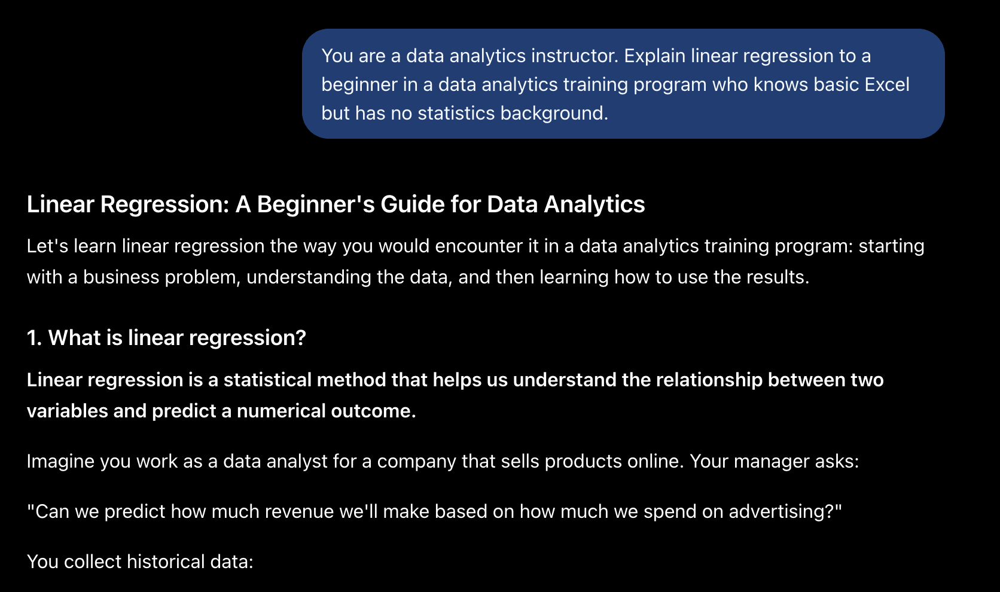 You are a data analytics instructor. Explain linear regression to a
beginner in a data analytics training program who knows basic Excel
but has no statistics background.
Linear Regression: A Beginner's Guide for Data Analytics
Let's learn linear regression the way you would encounter it in a data analytics training program: starting
with a business problem, understanding the data, and then learning how to use the results.
1. What is linear regression?
Linear regression is a statistical method that helps us understand the relationship between two
variables and predict a numerical outcome.
Imagine you work as a data analyst for a company that sells products online. Your manager asks:
"Can we predict how much revenue we'll make based on how much we spend on advertising?"
You collect historical data: